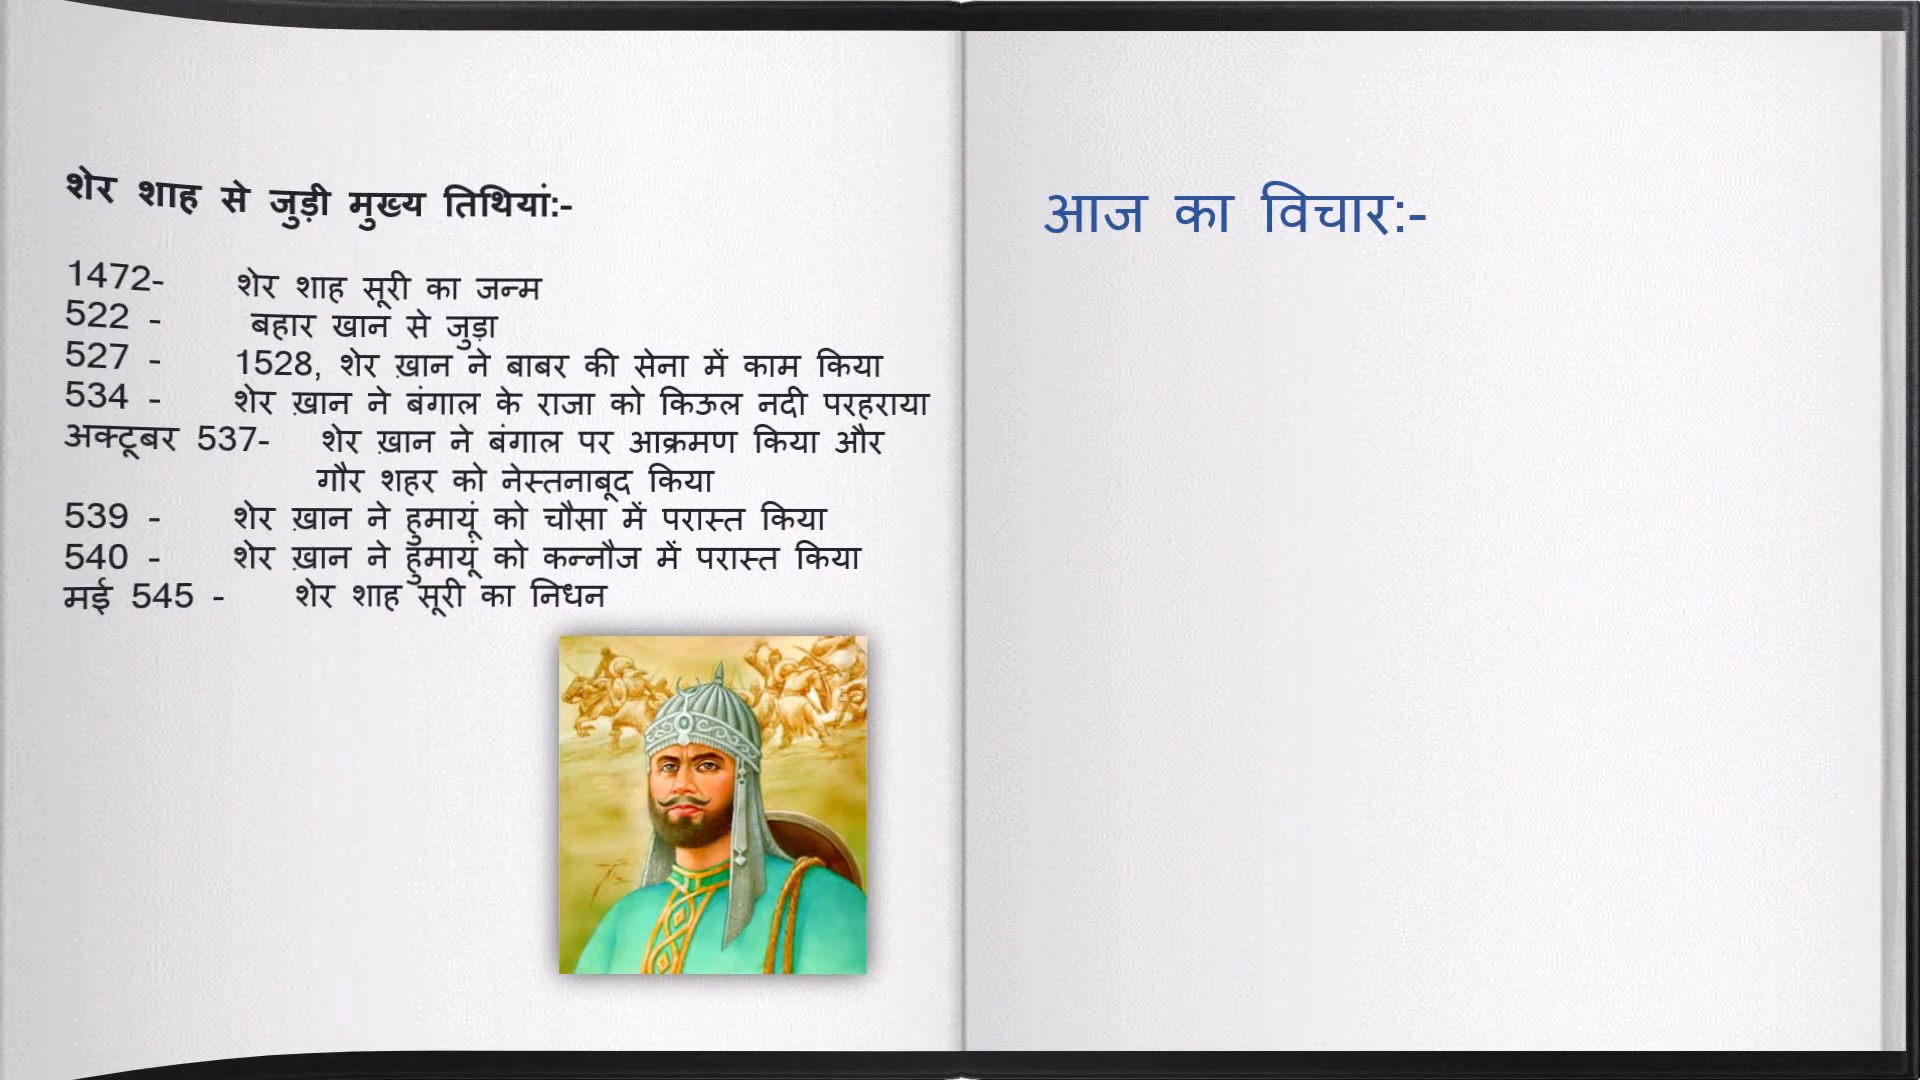 शेर शाह से जुड़ी मुख्य तिथियां:-
1472- शेर शाह सूरी का जन्म
522 - बहार खान से जुड़ा
527 - 1528, शेर ख़ान ने बाबर की सेना में काम किया
534 - शेर ख़ान ने बंगाल के राजा को किऊल नदी परहराया
अक्टूबर 537- शेर ख़ान ने बंगाल पर आक्रमण किया और
गौर शहर को नेस्तनाबूद किया
539 - शेर ख़ान ने हुमायूं को चौसा में परास्त किया
540 - शेर ख़ान ने हुमायूं को कन्नौज में परास्त किया
मई 545 - शेर शाह सूरी का निधन
आज का विचार:-